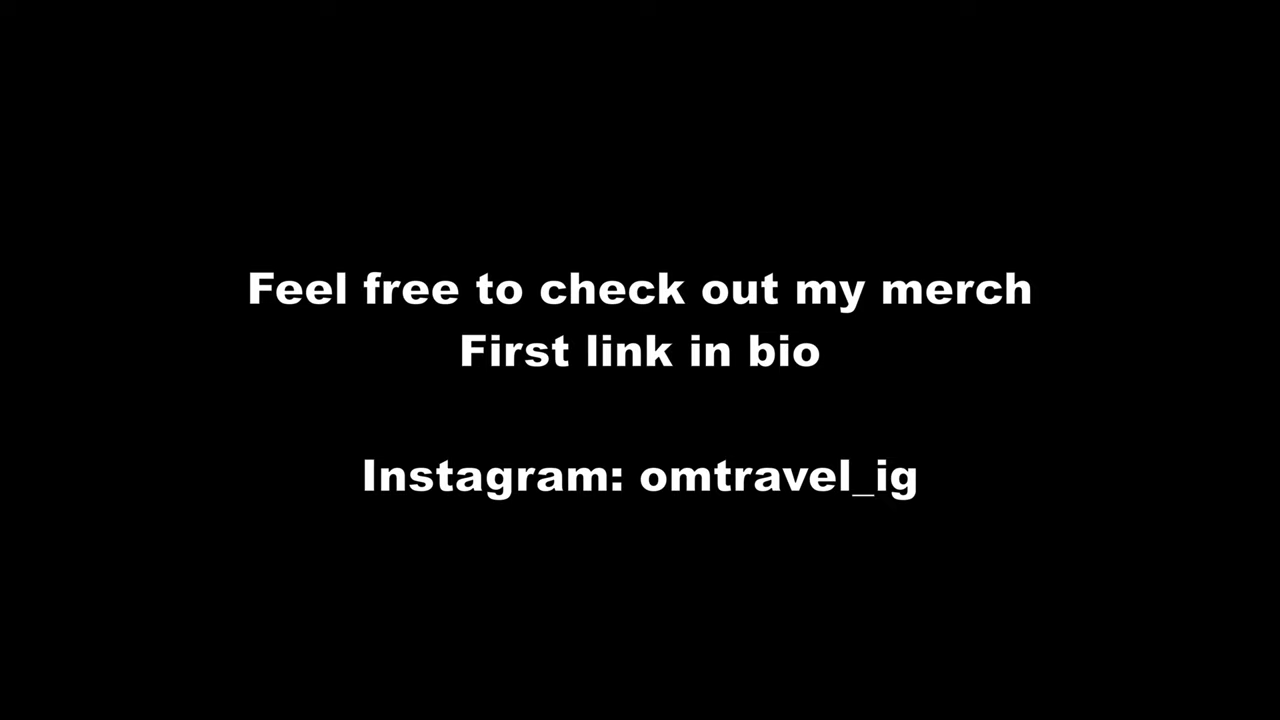 Feel free to check out my merch
First link in bio
Instagram: omtravel_ig